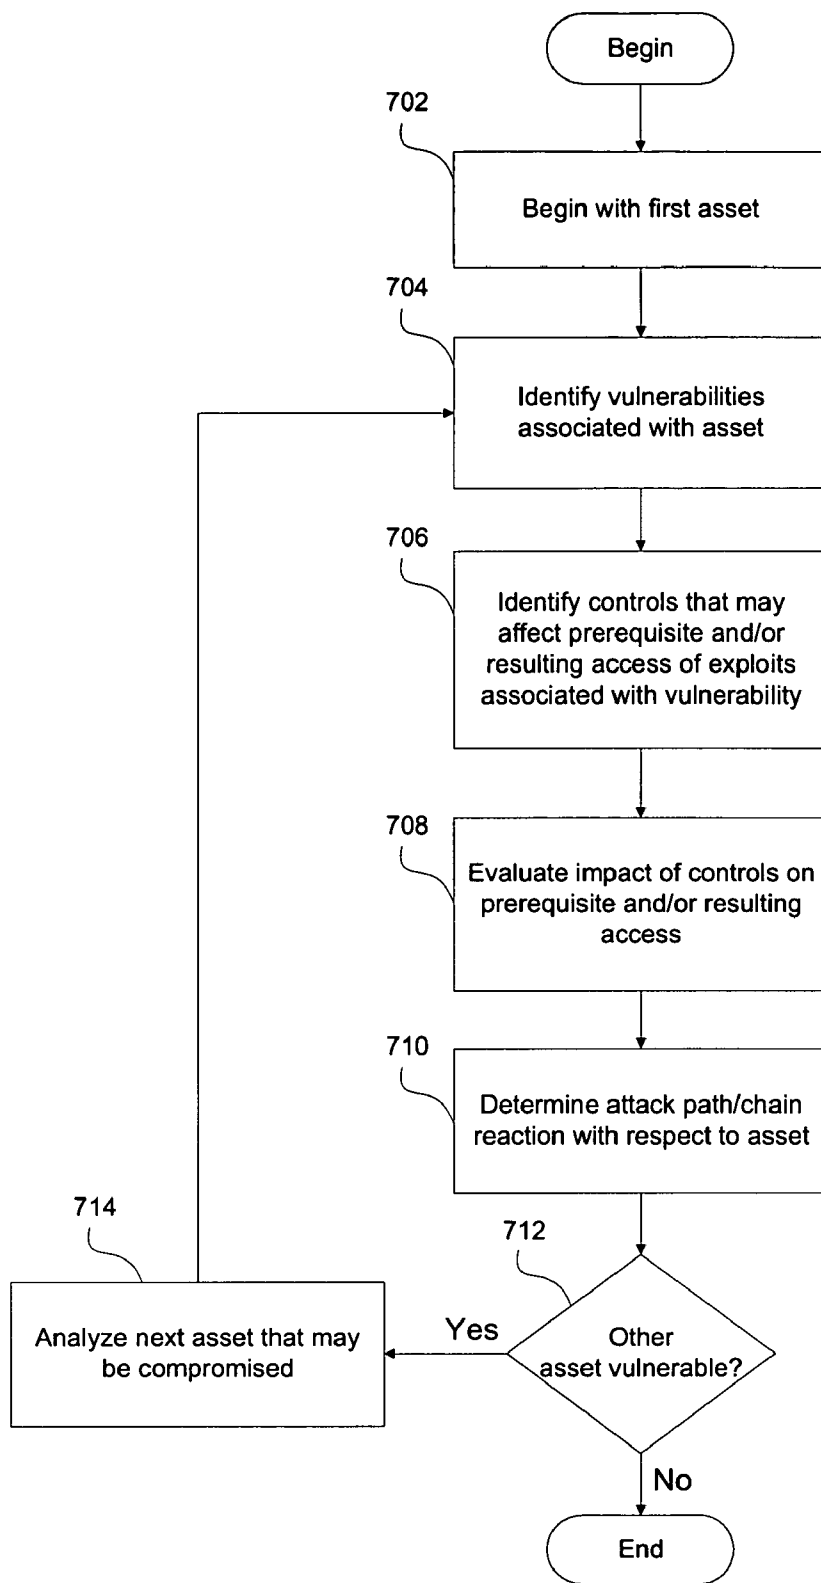 Begin
702
Begin with first asset
704
Identify vulnerabilities
associated with asset
706
Identify controls that may
affect prerequisite and/or
resulting access of exploits
associated with vulnerability
708
Evaluate impact of controls on
prerequisite and/or resulting
access
710
Determine attack path/chain
reaction with respect to asset
714
Analyze next asset that may
be compromised
712
Yes
Other
asset vulnerable?
No
End